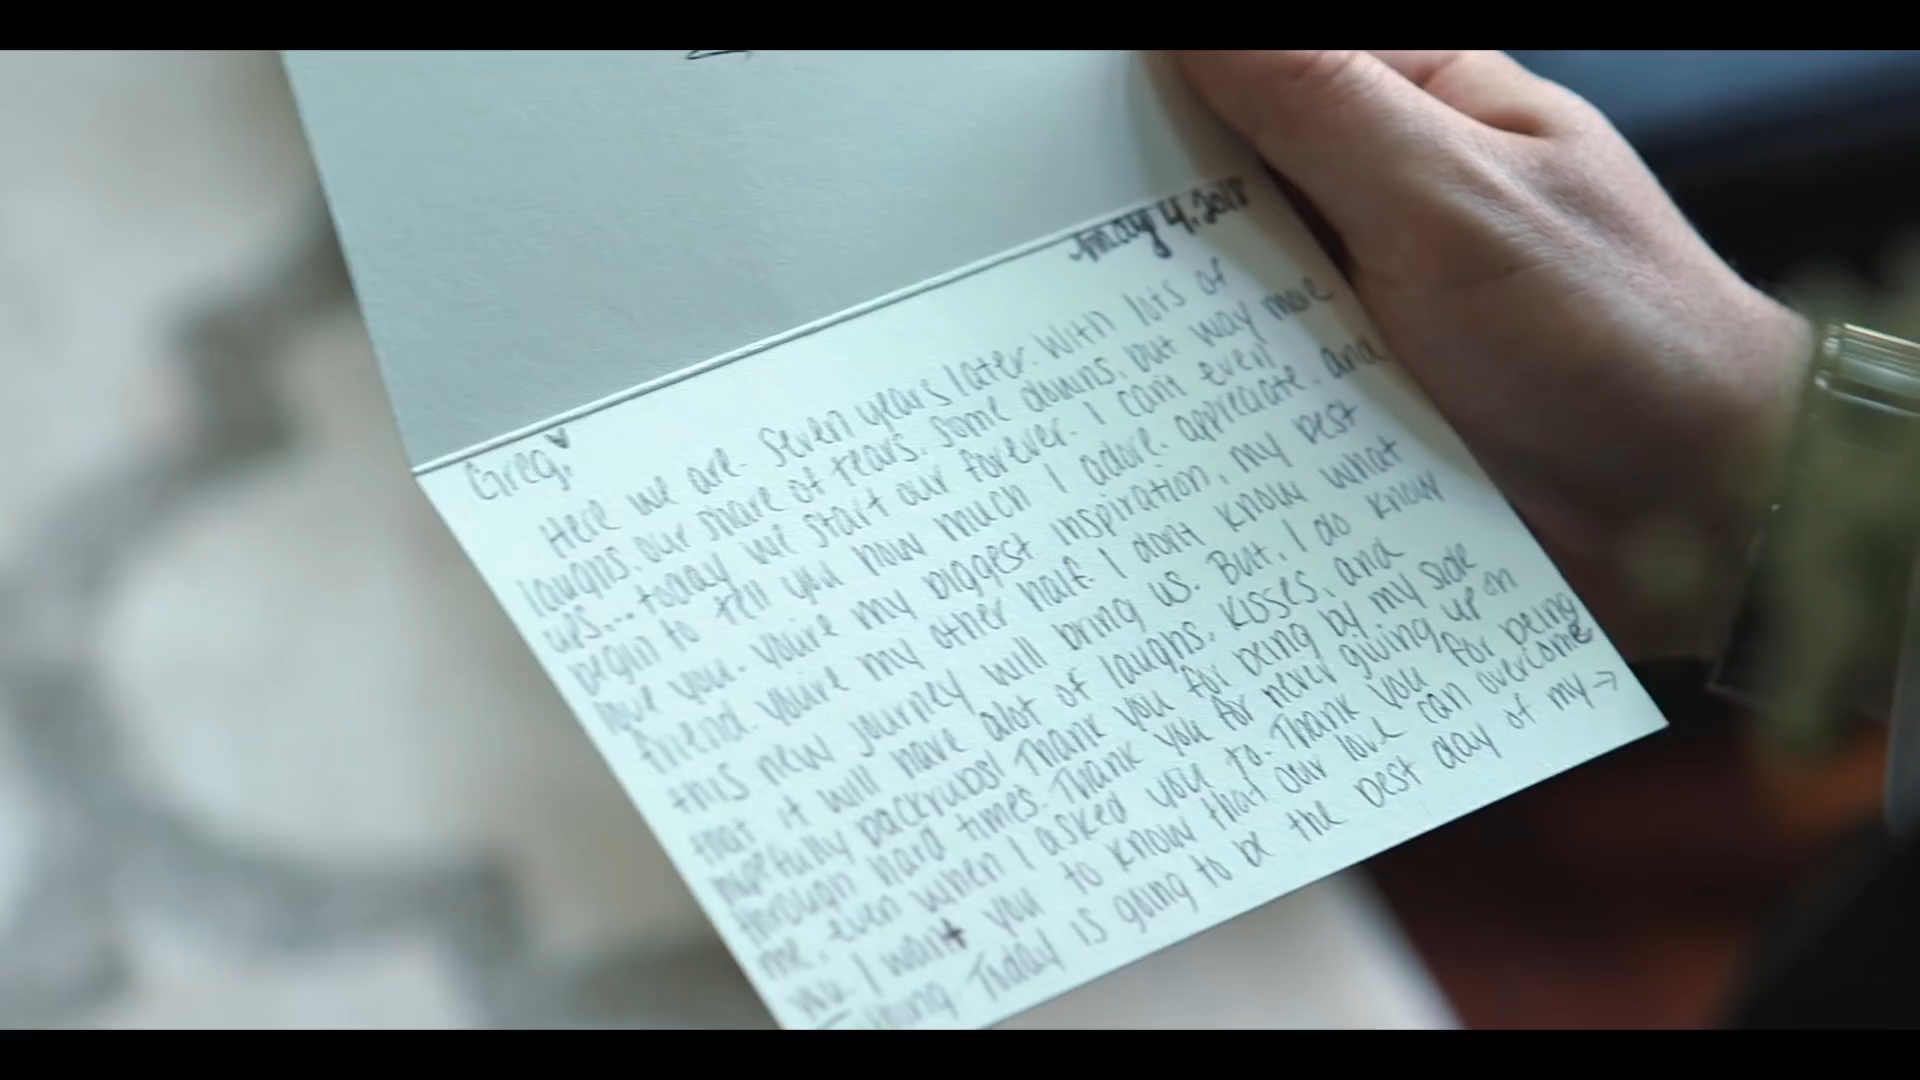 may 4, 2018
Greg,
Here we are. Seven years later. With lots of
laughs, our share of tears, some downs, but way more
ups... today we start our forever. I can't even
begin to tell you how much I adore, appreciate, and
love you. You're my biggest inspiration, my best
friend. You're my other half. I dont know what
this new journey will bring us. But, I do know
that it will have alot of laughs, kisses, and
hopefully backrubs! Thank you for being by my side
through hard times. Thank you for never giving up on
me, even when I asked you to. Thank you for being
you. I want you to know that our love can overcome
thing Today is going to be the best day of my →